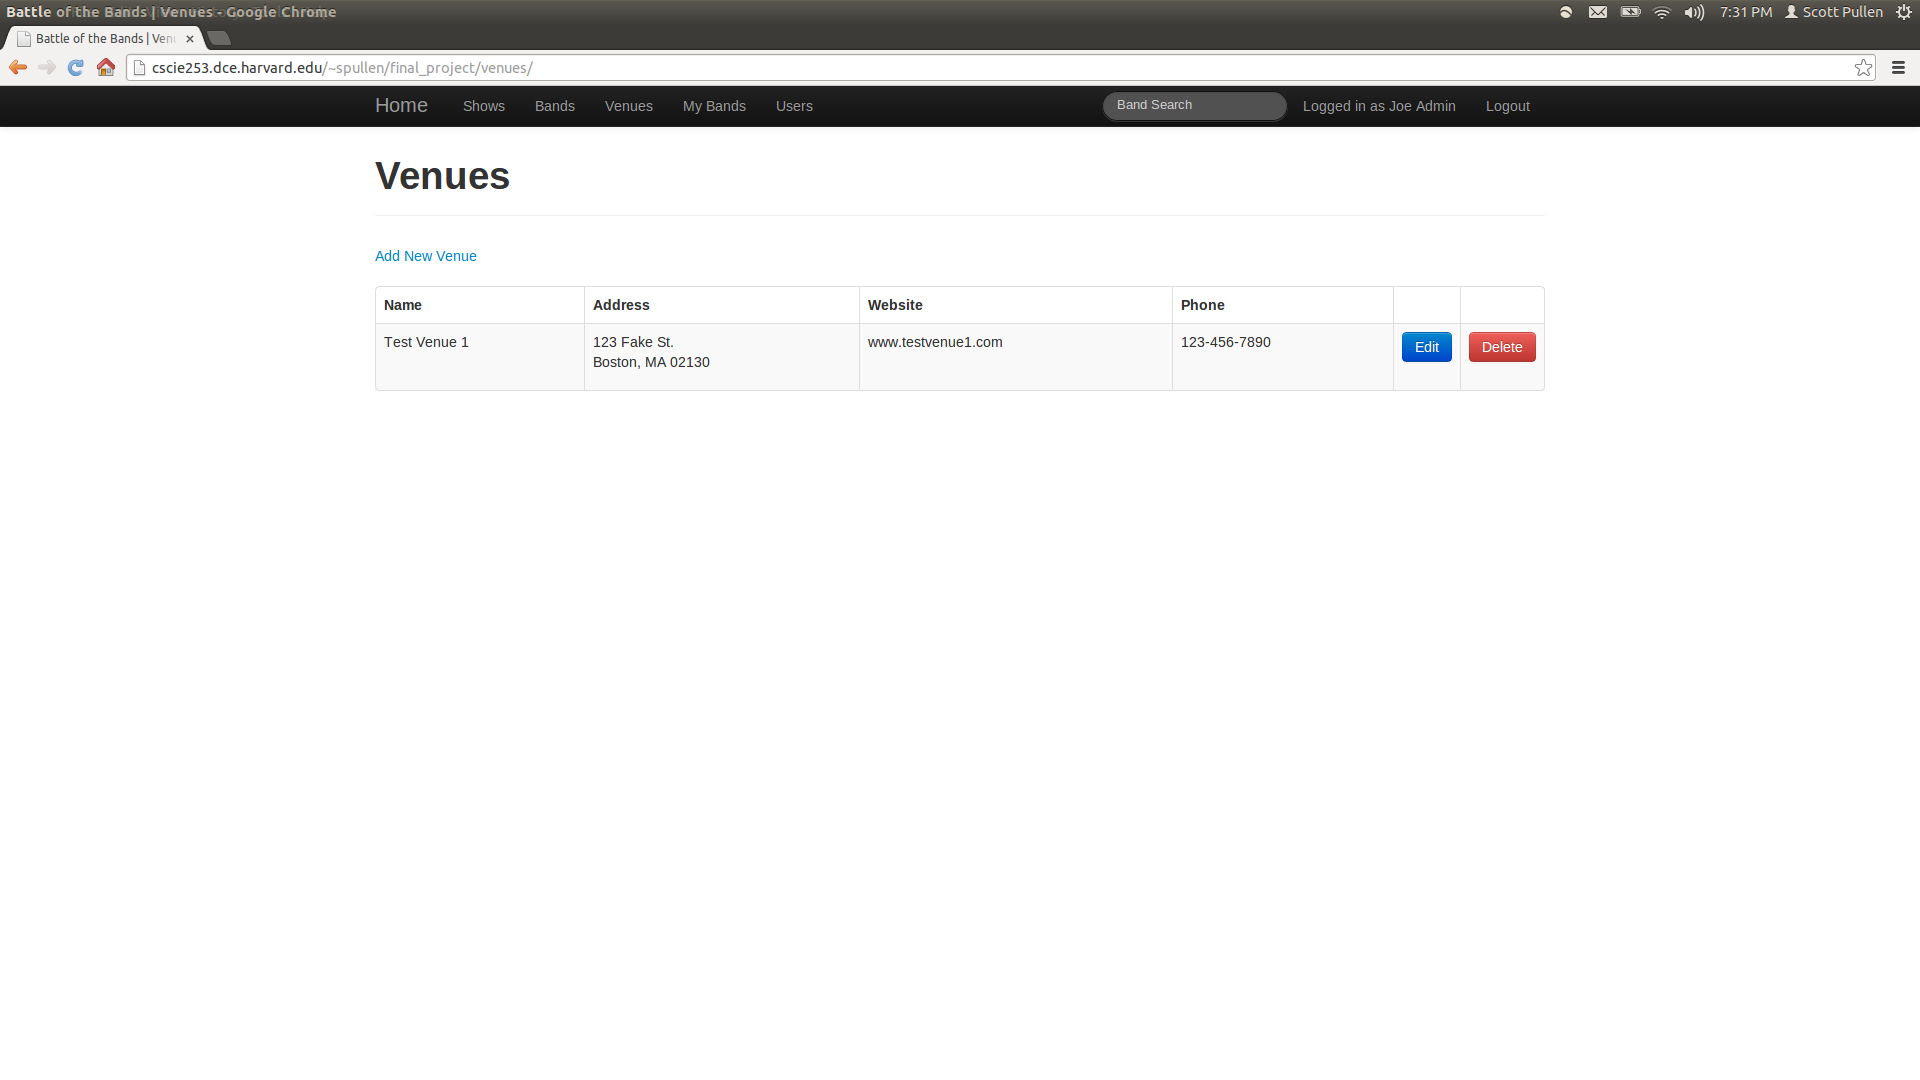 Battle of the Bands | Venues - Google Chrome
7:31 PM
Scott Pullen
Battle of the Bands | Ven
cscie253.dce.harvard.edu/~spullen/final_project/venues/
Home Shows Bands Venues My Bands Users Band Search Logged in as Joe Admin Logout
Venues
Add New Venue
Name Address Website Phone
Test Venue 1 123 Fake St. www.testvenue1.com 123-456-7890 Edit Delete
Boston, MA 02130